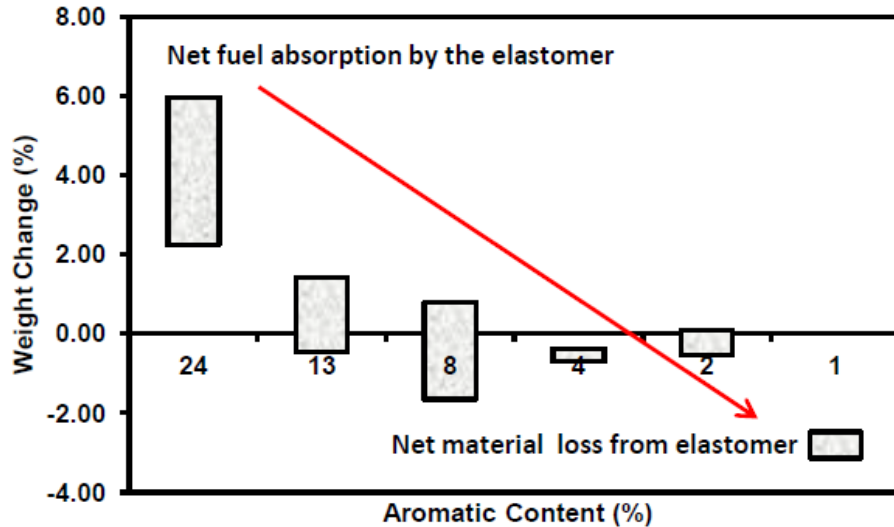 8.00
Net fuel absorption by the elastomer
6.00
4.00
2.00
0.00
24 13 8 4 2 1
-2.00
Net material loss from elastomer
-4.00
Weight Change (%)
Aromatic Content (%)